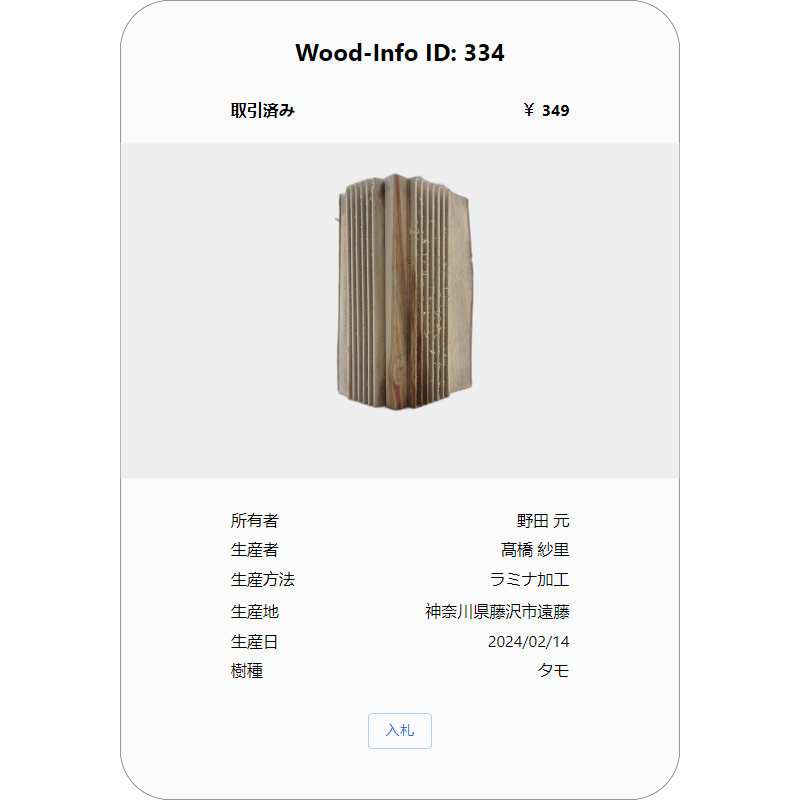 Wood-Info ID: 334
取引済み ￥ 349
所有者 野田 元
生産者 髙橋 紗里
生産方法 ラミナ加工
生産地 神奈川県藤沢市遠藤
生産日 2024/02/14
樹種 タモ
入札